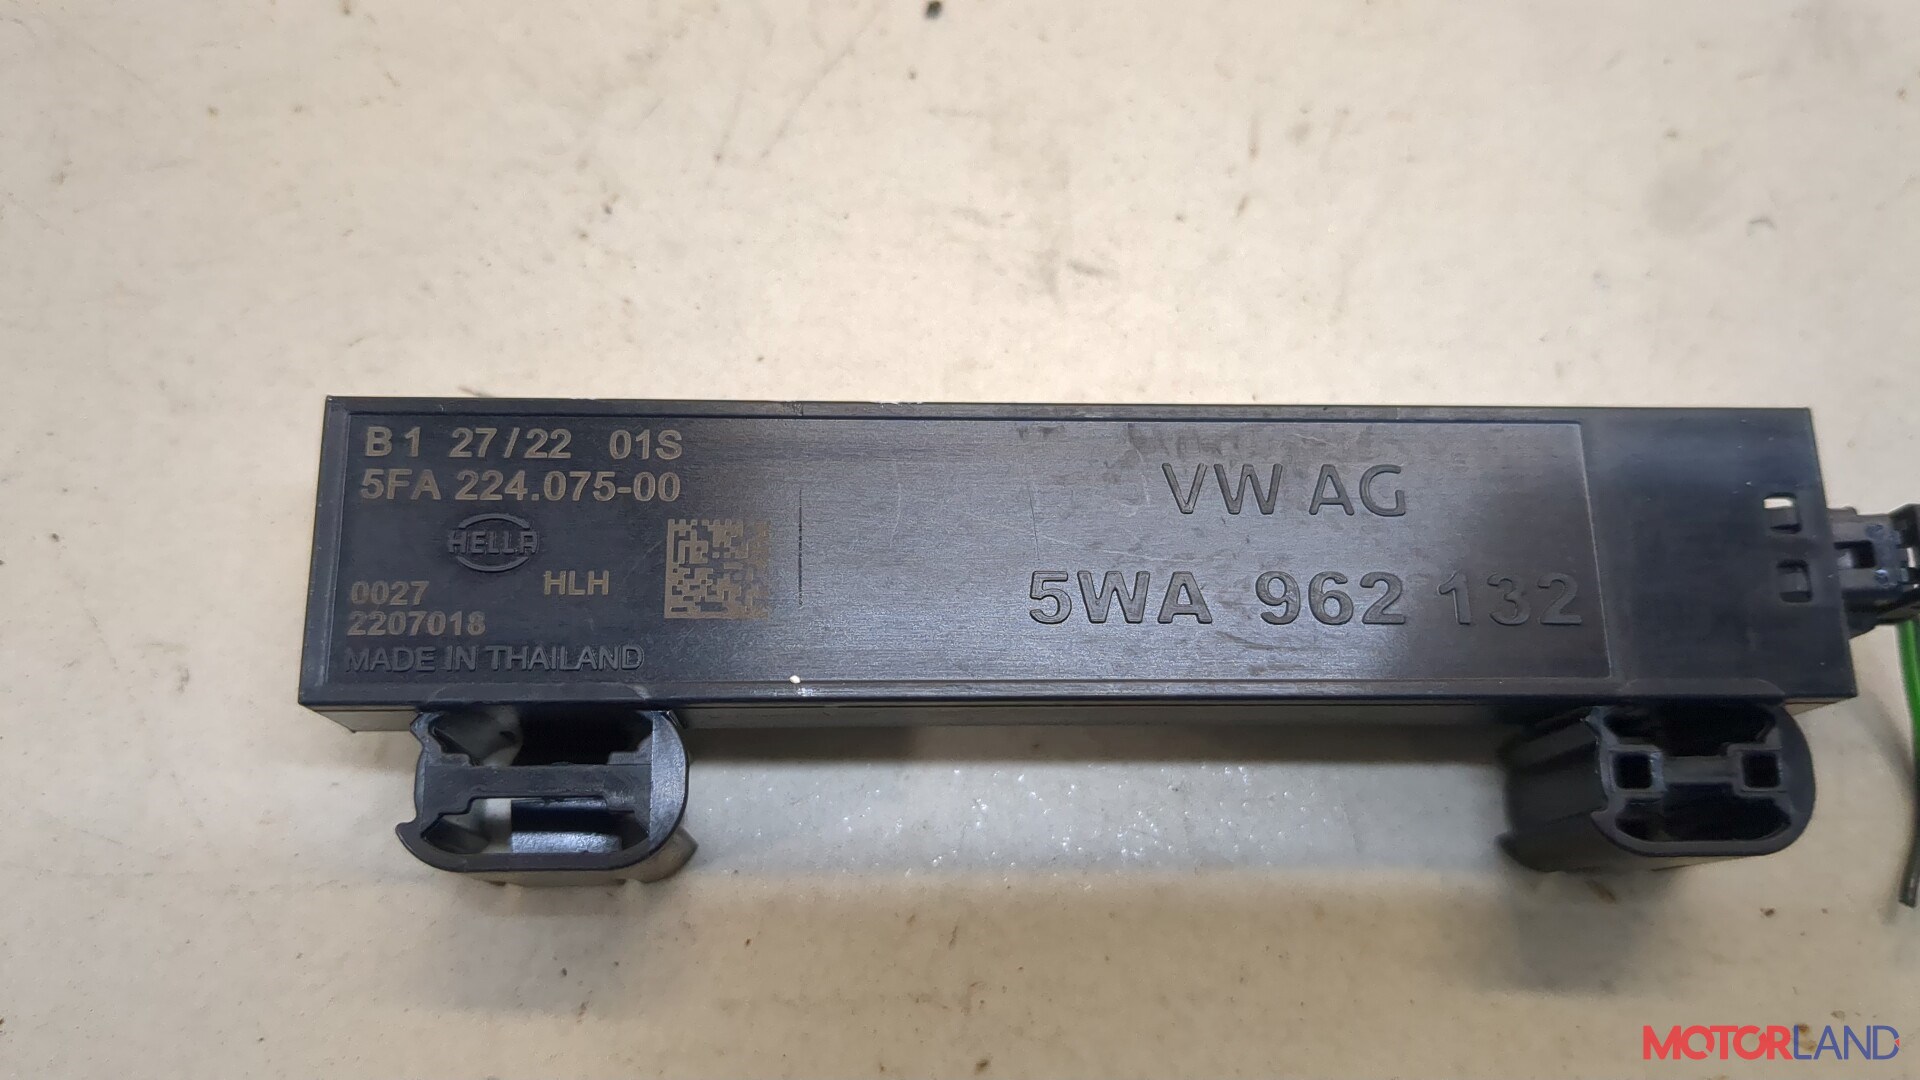 B1 27/22 01S
5FA 224.075-00
HELLA
HLH
0027
2207018
MADE IN THAILAND
VW AG
5WA 962 132
MOTORLAND